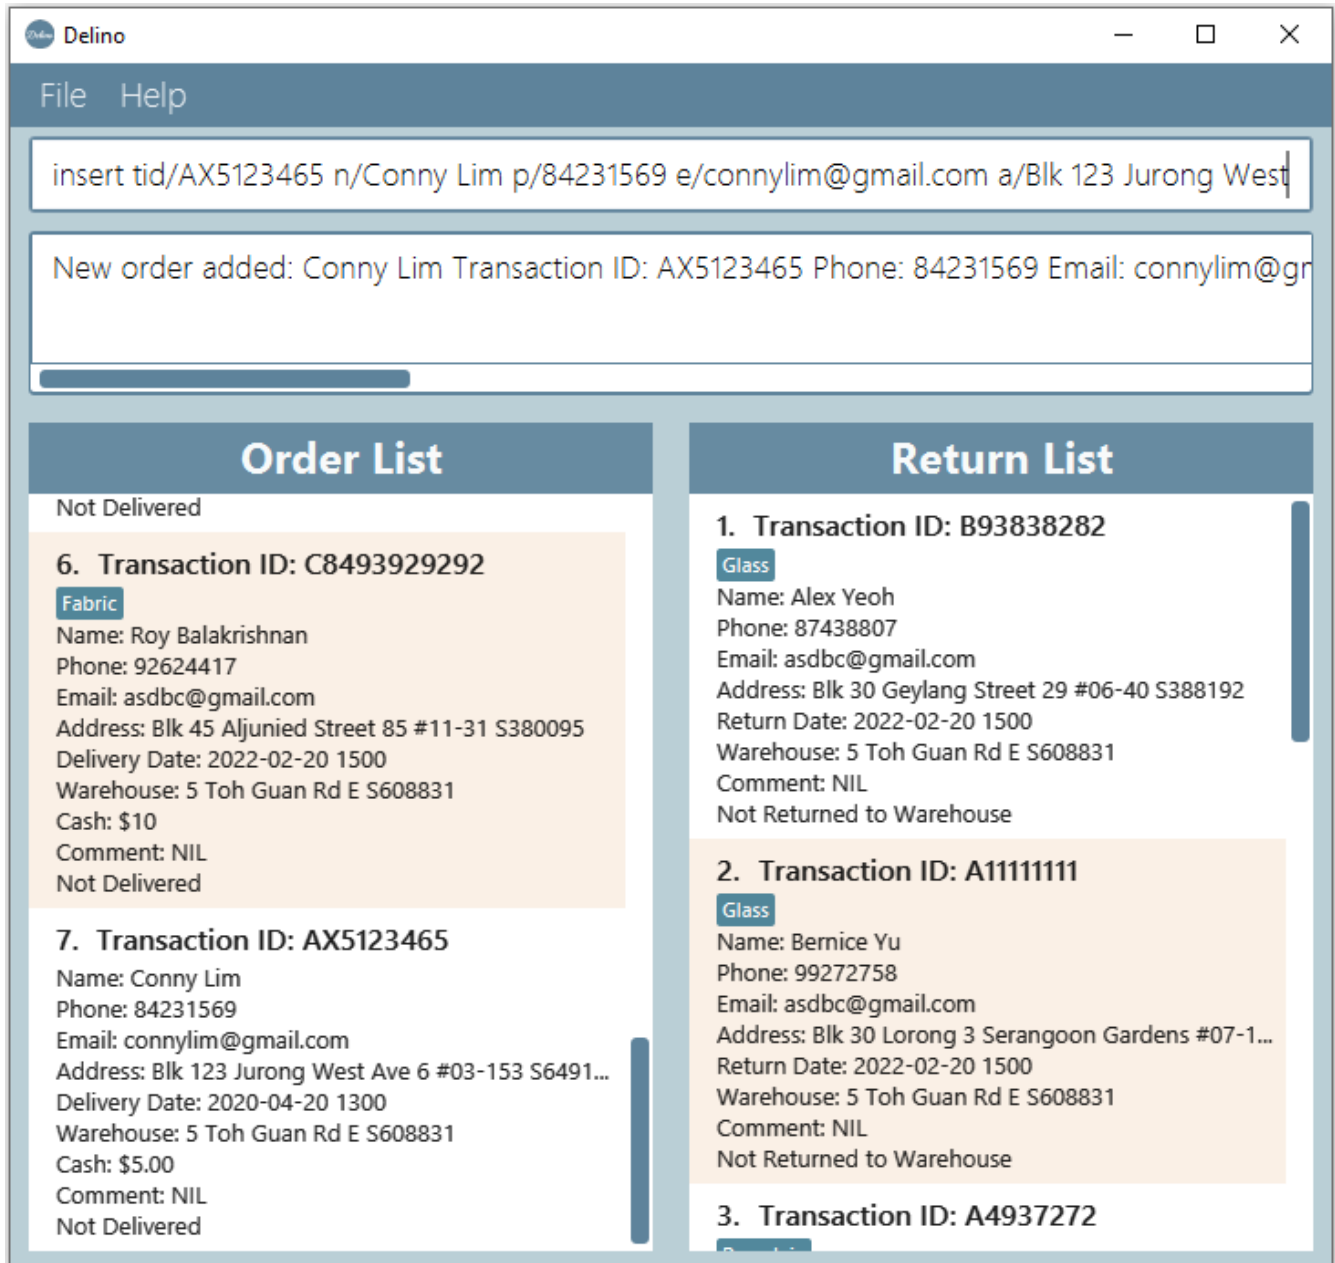 Delino
File Help
insert tid/AX5123465 n/Conny Lim p/84231569 e/connylim@gmail.com a/Blk 123 Jurong West
New order added: Conny Lim Transaction ID: AX5123465 Phone: 84231569 Email: connylim@gm
Order List
Not Delivered
6. Transaction ID: C8493929292
Fabric
Name: Roy Balakrishnan
Phone: 92624417
Email: asdbc@gmail.com
Address: Blk 45 Aljunied Street 85 #11-31 S380095
Delivery Date: 2022-02-20 1500
Warehouse: 5 Toh Guan Rd E S608831
Cash: $10
Comment: NIL
Not Delivered
7. Transaction ID: AX5123465
Name: Conny Lim
Phone: 84231569
Email: connylim@gmail.com
Address: Blk 123 Jurong West Ave 6 #03-153 S6491...
Delivery Date: 2020-04-20 1300
Warehouse: 5 Toh Guan Rd E S608831
Cash: $5.00
Comment: NIL
Not Delivered
Return List
1. Transaction ID: B93838282
Glass
Name: Alex Yeoh
Phone: 87438807
Email: asdbc@gmail.com
Address: Blk 30 Geylang Street 29 #06-40 S388192
Return Date: 2022-02-20 1500
Warehouse: 5 Toh Guan Rd E S608831
Comment: NIL
Not Returned to Warehouse
2. Transaction ID: A11111111
Glass
Name: Bernice Yu
Phone: 99272758
Email: asdbc@gmail.com
Address: Blk 30 Lorong 3 Serangoon Gardens #07-1...
Return Date: 2022-02-20 1500
Warehouse: 5 Toh Guan Rd E S608831
Comment: NIL
Not Returned to Warehouse
3. Transaction ID: A4937272